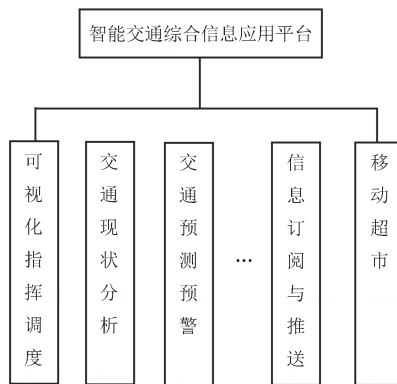 智能交通综合信息应用平台
可视化指挥调度
交通现状分析
交通预测预警
…
信息订阅与推送
移动超市